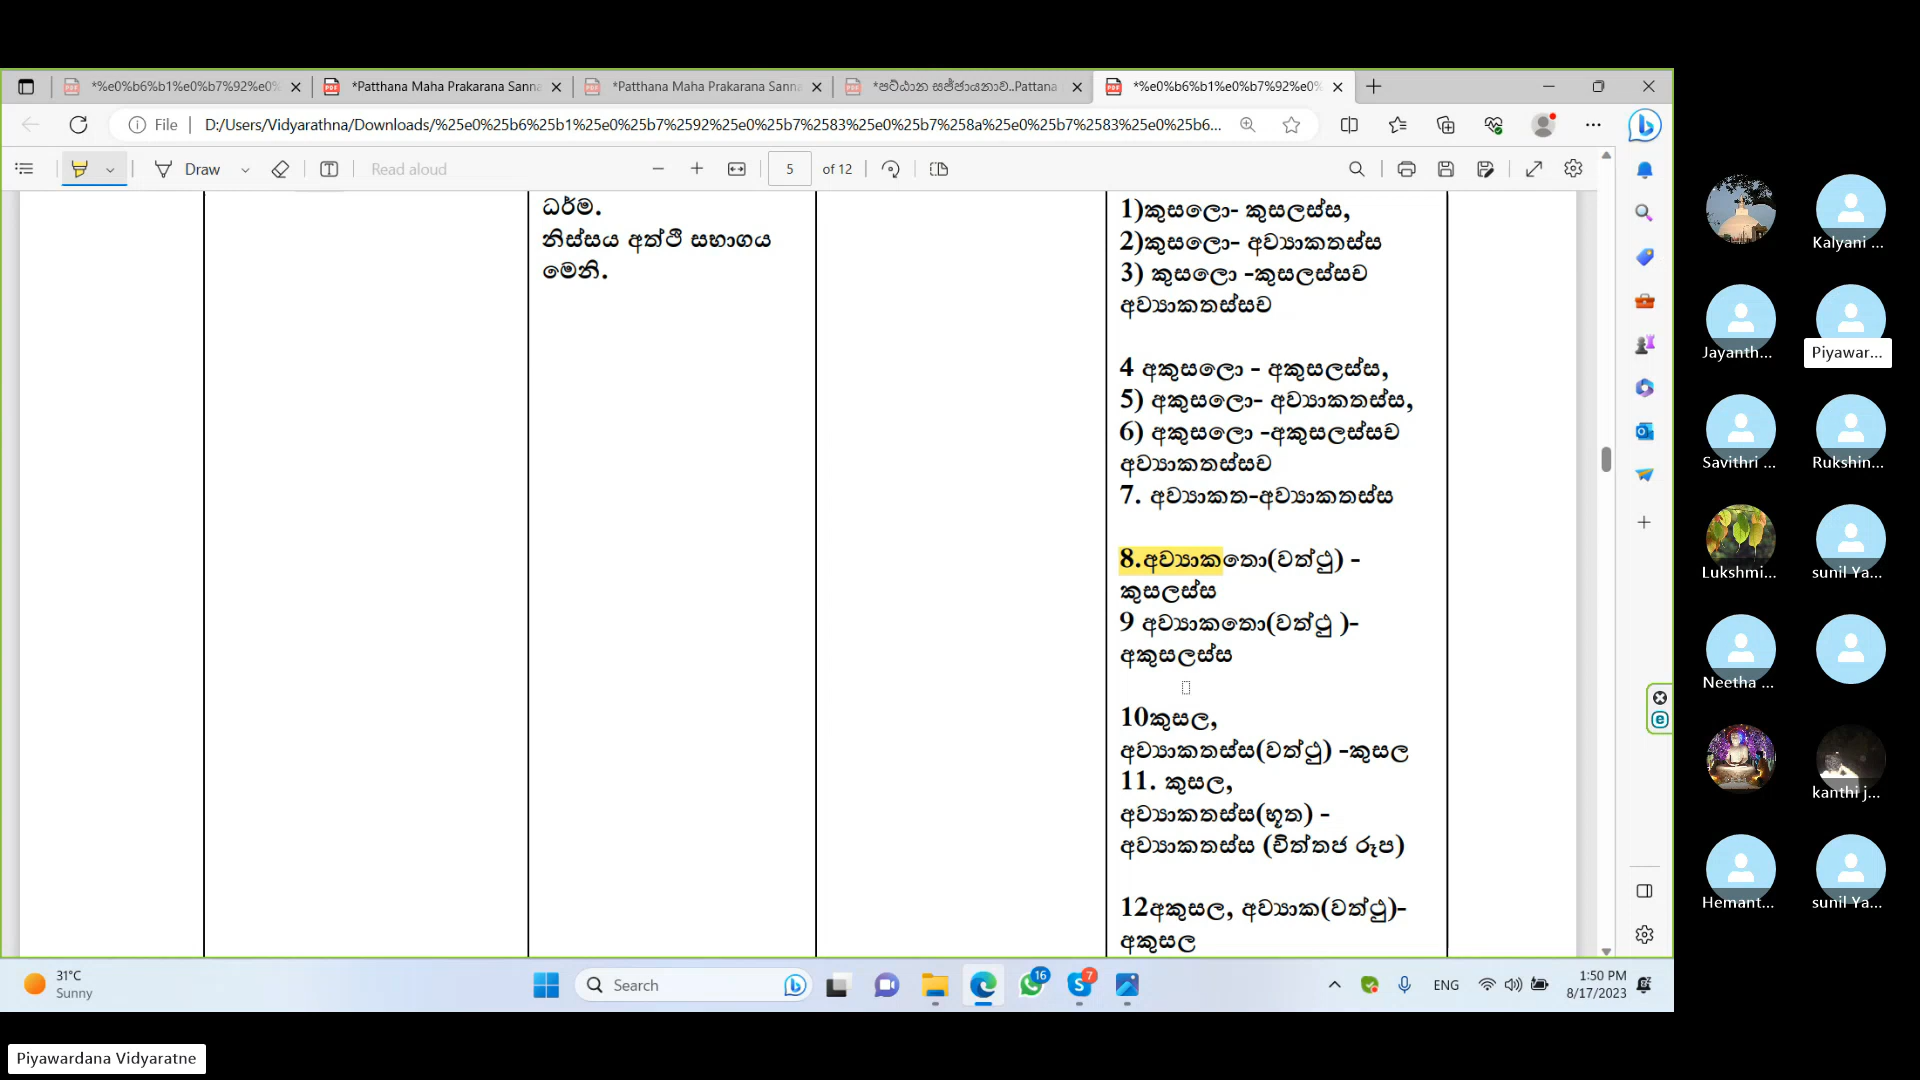 *%e0%b6%b1%e0%b7%92%e0%
*Patthana Maha Prakarana Sanna
*Patthana Maha Prakarana Sanna
*පට්ඨාන සජ්ඣායනාව..Pattana
*%e0%b6%b1%e0%b7%92%e0%
File
D:/Users/Vidyarathna/Downloads/%25e0%25b6%25b1%25e0%25b7%2592%25e0%25b7%2583%25e0%25b7%258a%25e0%25b7%2583%25e0%25b6...
Draw
Read aloud
5
of 12
ධර්ම.
නිස්සය අත්ථි සභාගය
මෙනි.
1)කුසලො- කුසලස්ස,
2)කුසලො- අව්‍යාකතස්ස
3) කුසලො -කුසලස්සච
අව්‍යාකතස්සච
4 අකුසලො - අකුසලස්ස,
5) අකුසලො- අව්‍යාකතස්ස,
6) අකුසලො -අකුසලස්සච
අව්‍යාකතස්සච
7. අව්‍යාකත-අව්‍යාකතස්ස
8.අව්‍යාකතො(වත්ථු) -
කුසලස්ස
9 අව්‍යාකතො(වත්ථු )-
අකුසලස්ස
10කුසල,
අව්‍යාකතස්ස(වත්ථු) -කුසල
11. කුසල,
අව්‍යාකතස්ස(භූත) -
අව්‍යාකතස්ස (චිත්තජ රූප)
12අකුසල, අව්‍යාක(වත්ථු)-
අකුසල
Kalyani ...
Jayanth...
Piyawar...
Savithri ...
Rukshin...
Lukshmi...
sunil Ya...
Neetha ...
kanthi j...
Hemant...
sunil Ya...
31°C
Sunny
Search
16
7
ENG
1:50 PM
8/17/2023
Piyawardana Vidyaratne